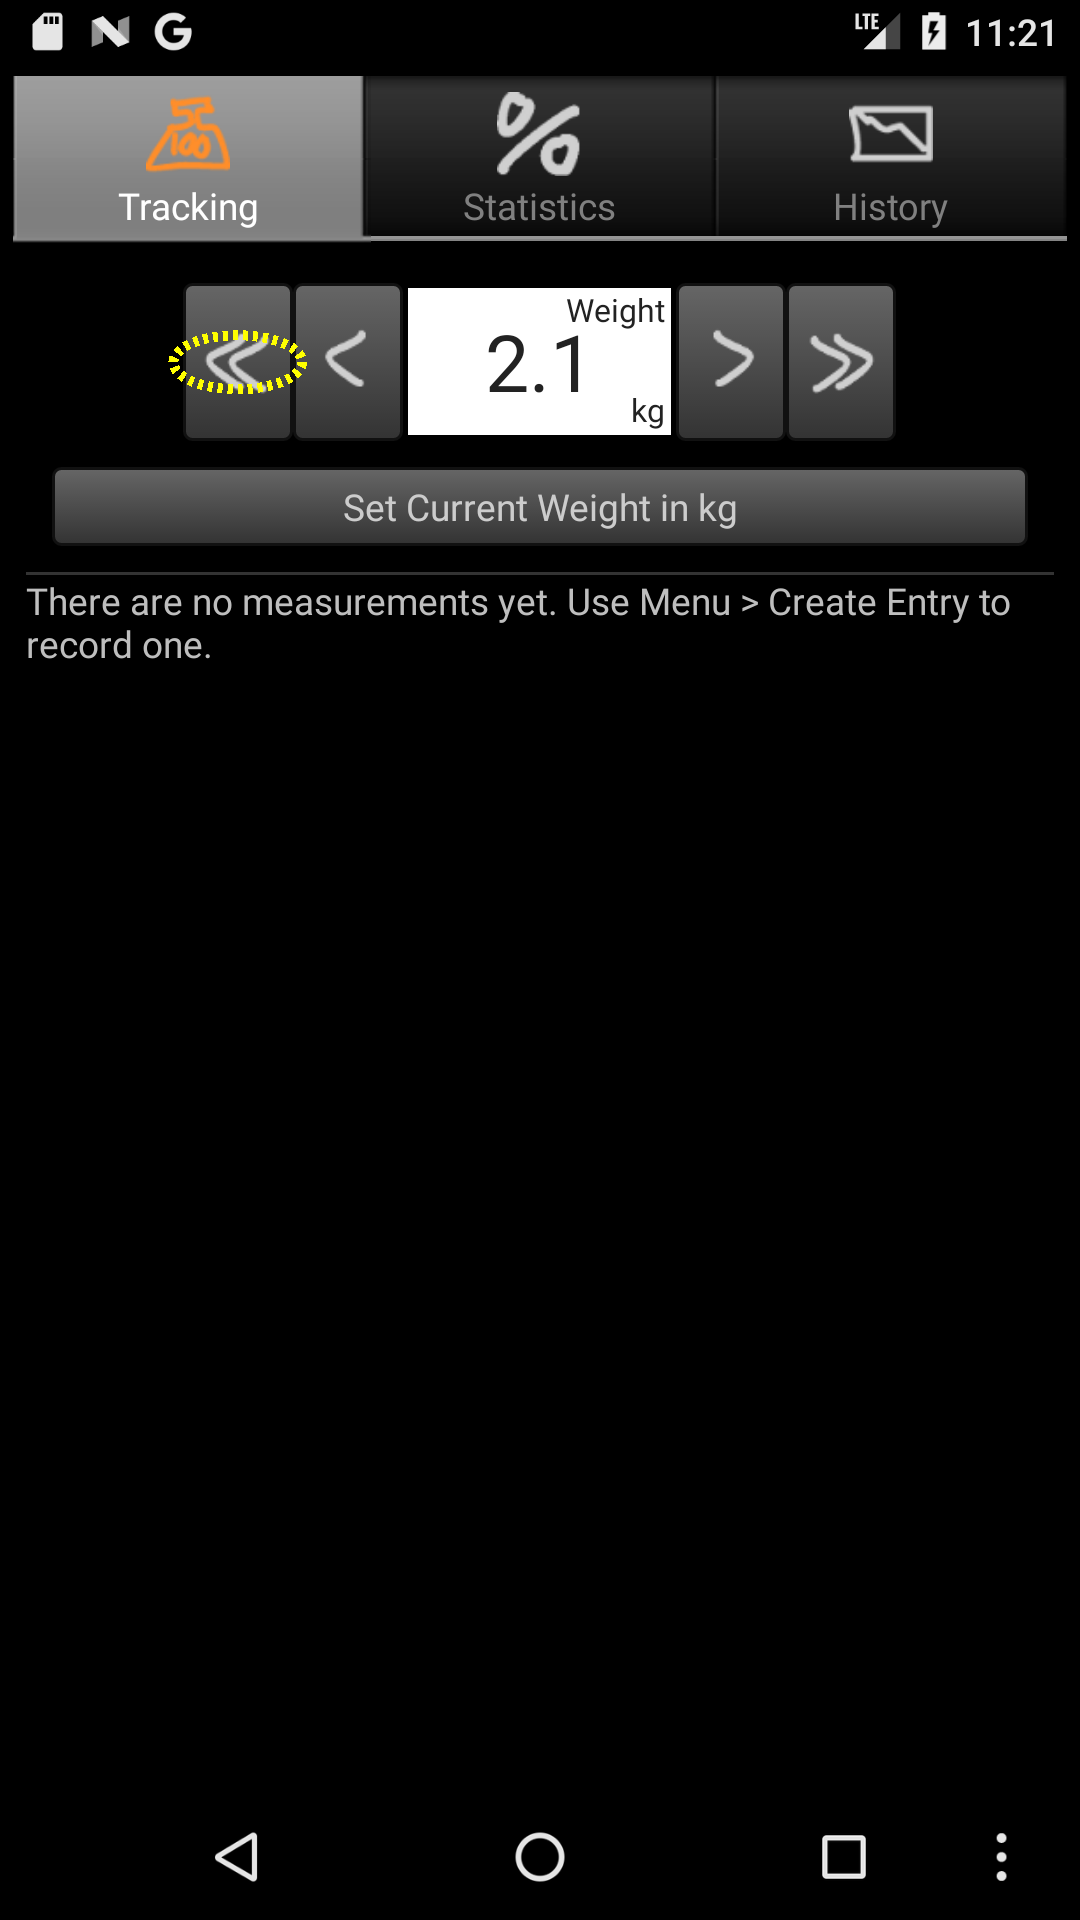 LTE 11:21
100
Tracking
Statistics
History
Weight
2.1
kg
Set Current Weight in kg
There are no measurements yet. Use Menu > Create Entry to
record one.